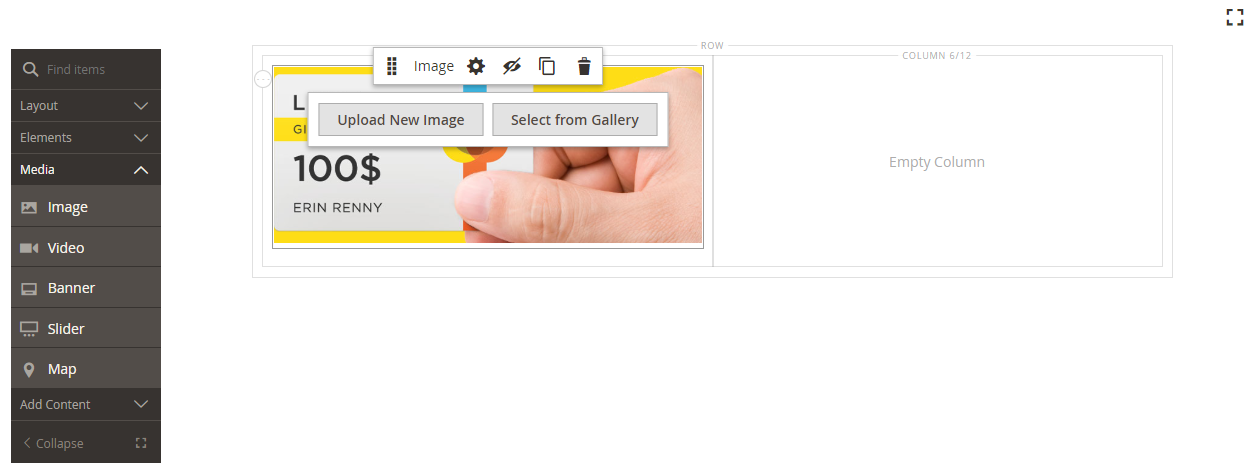 Find items
Layout
Elements
Media
Image
Video
Banner
Slider
Map
Add Content
Collapse
ROW
COLUMN 6/12
Image
Upload New Image
Select from Gallery
100$
ERIN RENNY
Empty Column